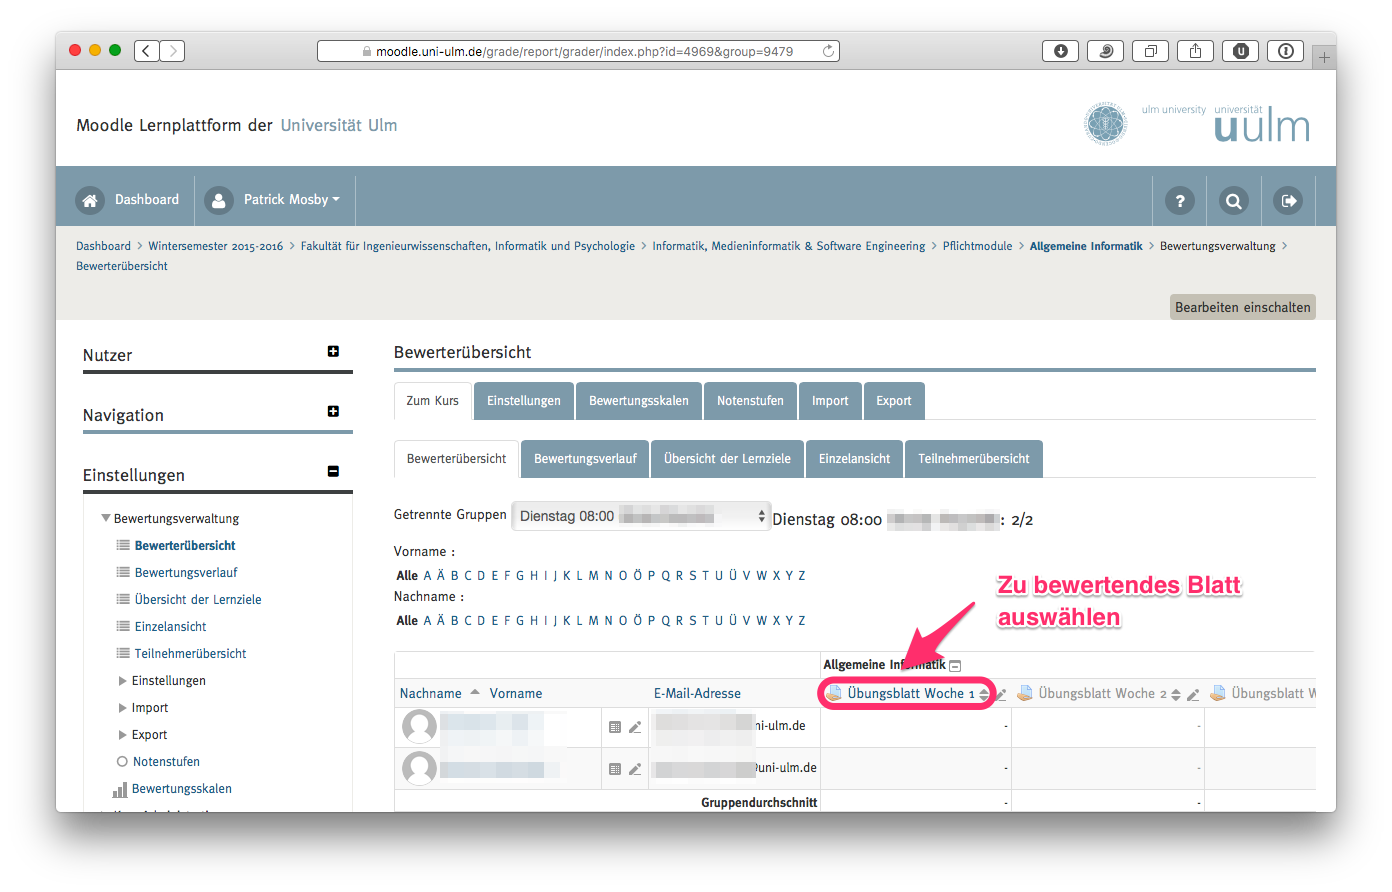 moodle.uni-ulm.de/grade/report/grader/index.php?id=4969&group=9479
Moodle Lernplattform der Universität Ulm
ulm university universität
uulm
Dashboard
Patrick Mosby
?
Dashboard > Wintersemester 2015-2016 > Fakultät für Ingenieurwissenschaften, Informatik und Psychologie > Informatik, Medieninformatik & Software Engineering > Pflichtmodule > Allgemeine Informatik > Bewertungsverwaltung >
Bewerterübersicht
Bearbeiten einschalten
Nutzer
Navigation
Einstellungen
Bewertungsverwaltung
Bewerterübersicht
Bewertungsverlauf
Übersicht der Lernziele
Einzelansicht
Teilnehmerübersicht
Einstellungen
Import
Export
Notenstufen
Bewertungsskalen
Bewerterübersicht
Zum Kurs Einstellungen Bewertungsskalen Notenstufen Import Export
Bewerterübersicht Bewertungsverlauf Übersicht der Lernziele Einzelansicht Teilnehmerübersicht
Getrennte Gruppen Dienstag 08:00 Dienstag 08:00 : 2/2
Vorname :
Alle A Ä B C D E F G H I J K L M N O Ö P Q R S T U Ü V W X Y Z
Nachname :
Alle A Ä B C D E F G H I J K L M N O Ö P Q R S T U Ü V W X Y Z
Zu bewertendes Blatt
auswählen
Allgemeine Informatik
Nachname Vorname E-Mail-Adresse Übungsblatt Woche 1 Übungsblatt Woche 2 Übungsblatt W
ni-ulm.de - -
uni-ulm.de - -
Gruppendurchschnitt - -